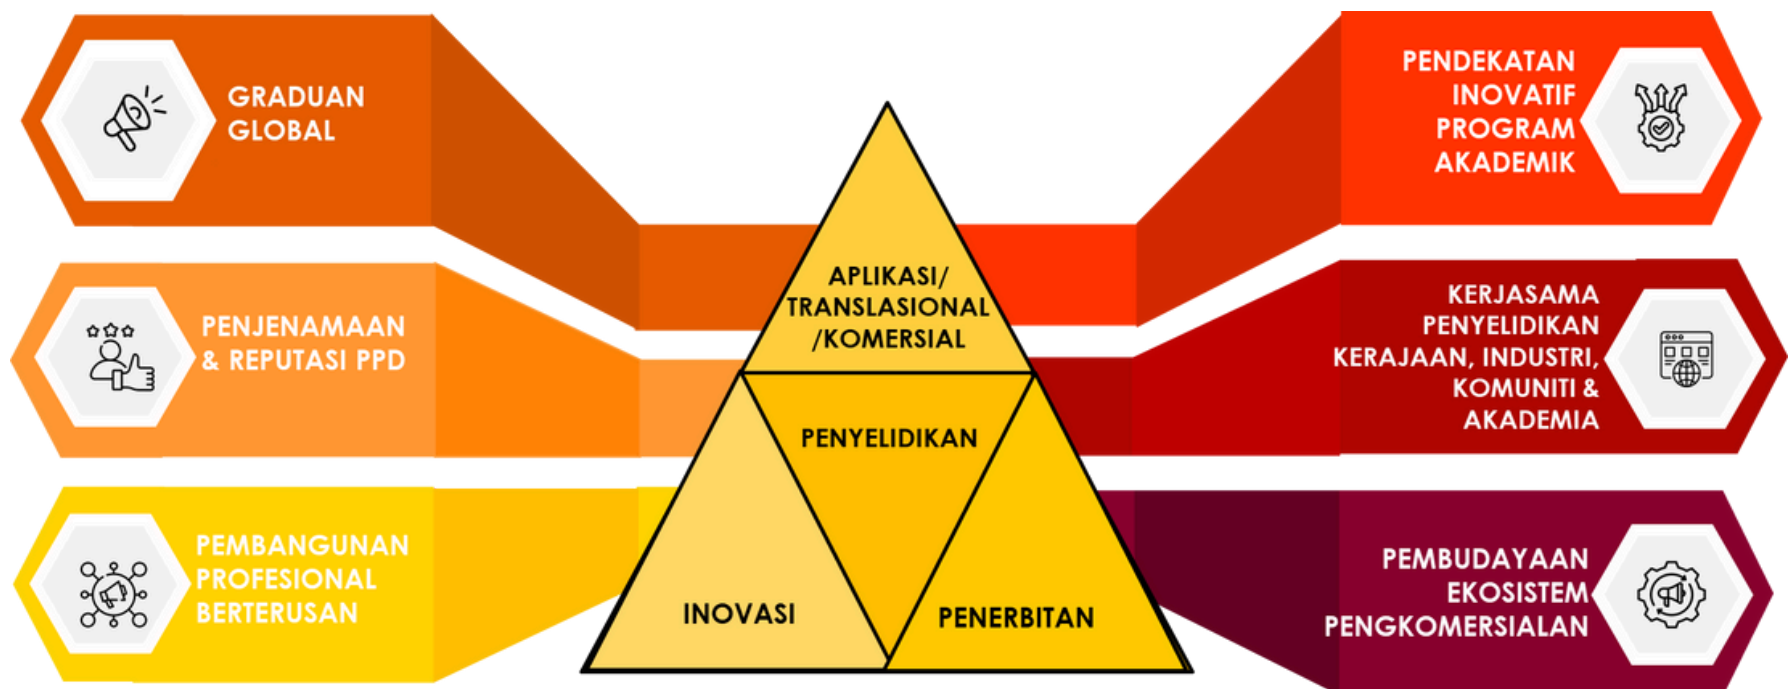 GRADUAN
GLOBAL
PENJENAMAAN
& REPUTASI PPD
PEMBANGUNAN
PROFESIONAL
BERTERUSAN
APLIKASI/
TRANSLASIONAL
/KOMERSIAL
PENYELIDIKAN
INOVASI
PENERBITAN
PENDEKATAN
INOVATIF
PROGRAM
AKADEMIK
KERJASAMA
PENYELIDIKAN
KERAJAAN, INDUSTRI,
KOMUNITI &
AKADEMIA
PEMBUDAYAAN
EKOSISTEM
PENGKOMERSIALAN